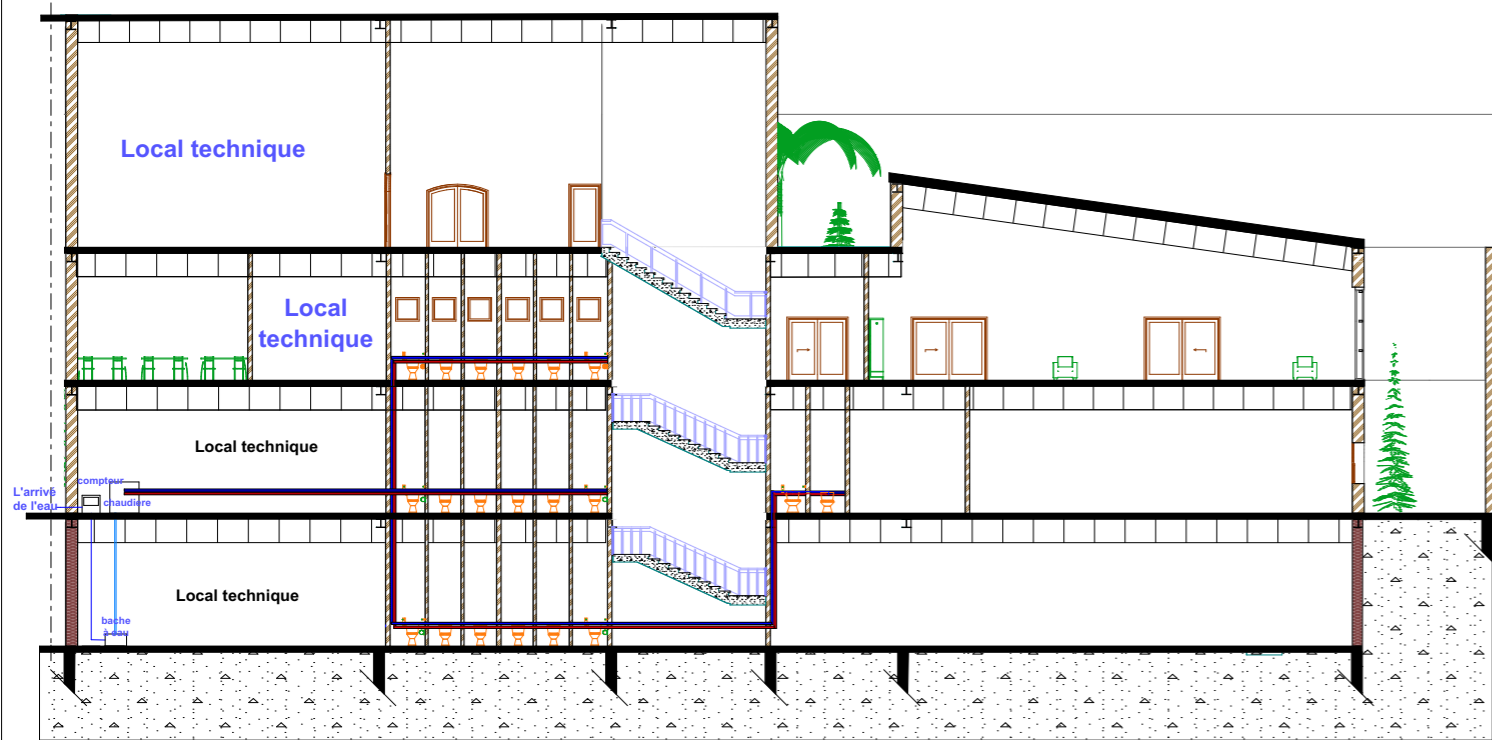 Local technique
Local
technique
Local technique
compteur
chaudière
L'arrivé
de l'eau
Local technique
bache
à eau